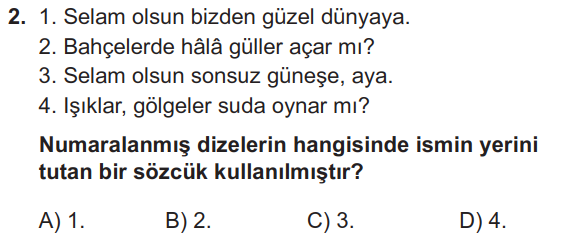 2. 1. Selam olsun bizden güzel dünyaya.
2. Bahçelerde hâlâ güller açar mı?
3. Selam olsun sonsuz güneşe, aya.
4. Işıklar, gölgeler suda oynar mı?
Numaralanmış dizelerin hangisinde ismin yerini
tutan bir sözcük kullanılmıştır?
A) 1. B) 2. C) 3. D) 4.